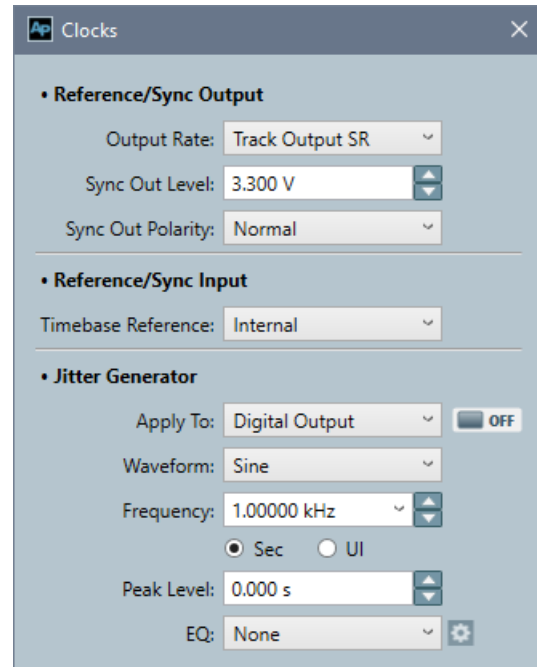 AP Clocks
• Reference/Sync Output
Output Rate: Track Output SR
Sync Out Level: 3.300 V
Sync Out Polarity: Normal
• Reference/Sync Input
Timebase Reference: Internal
• Jitter Generator
Apply To: Digital Output OFF
Waveform: Sine
Frequency: 1.00000 kHz
Sec UI
Peak Level: 0.000 s
EQ: None